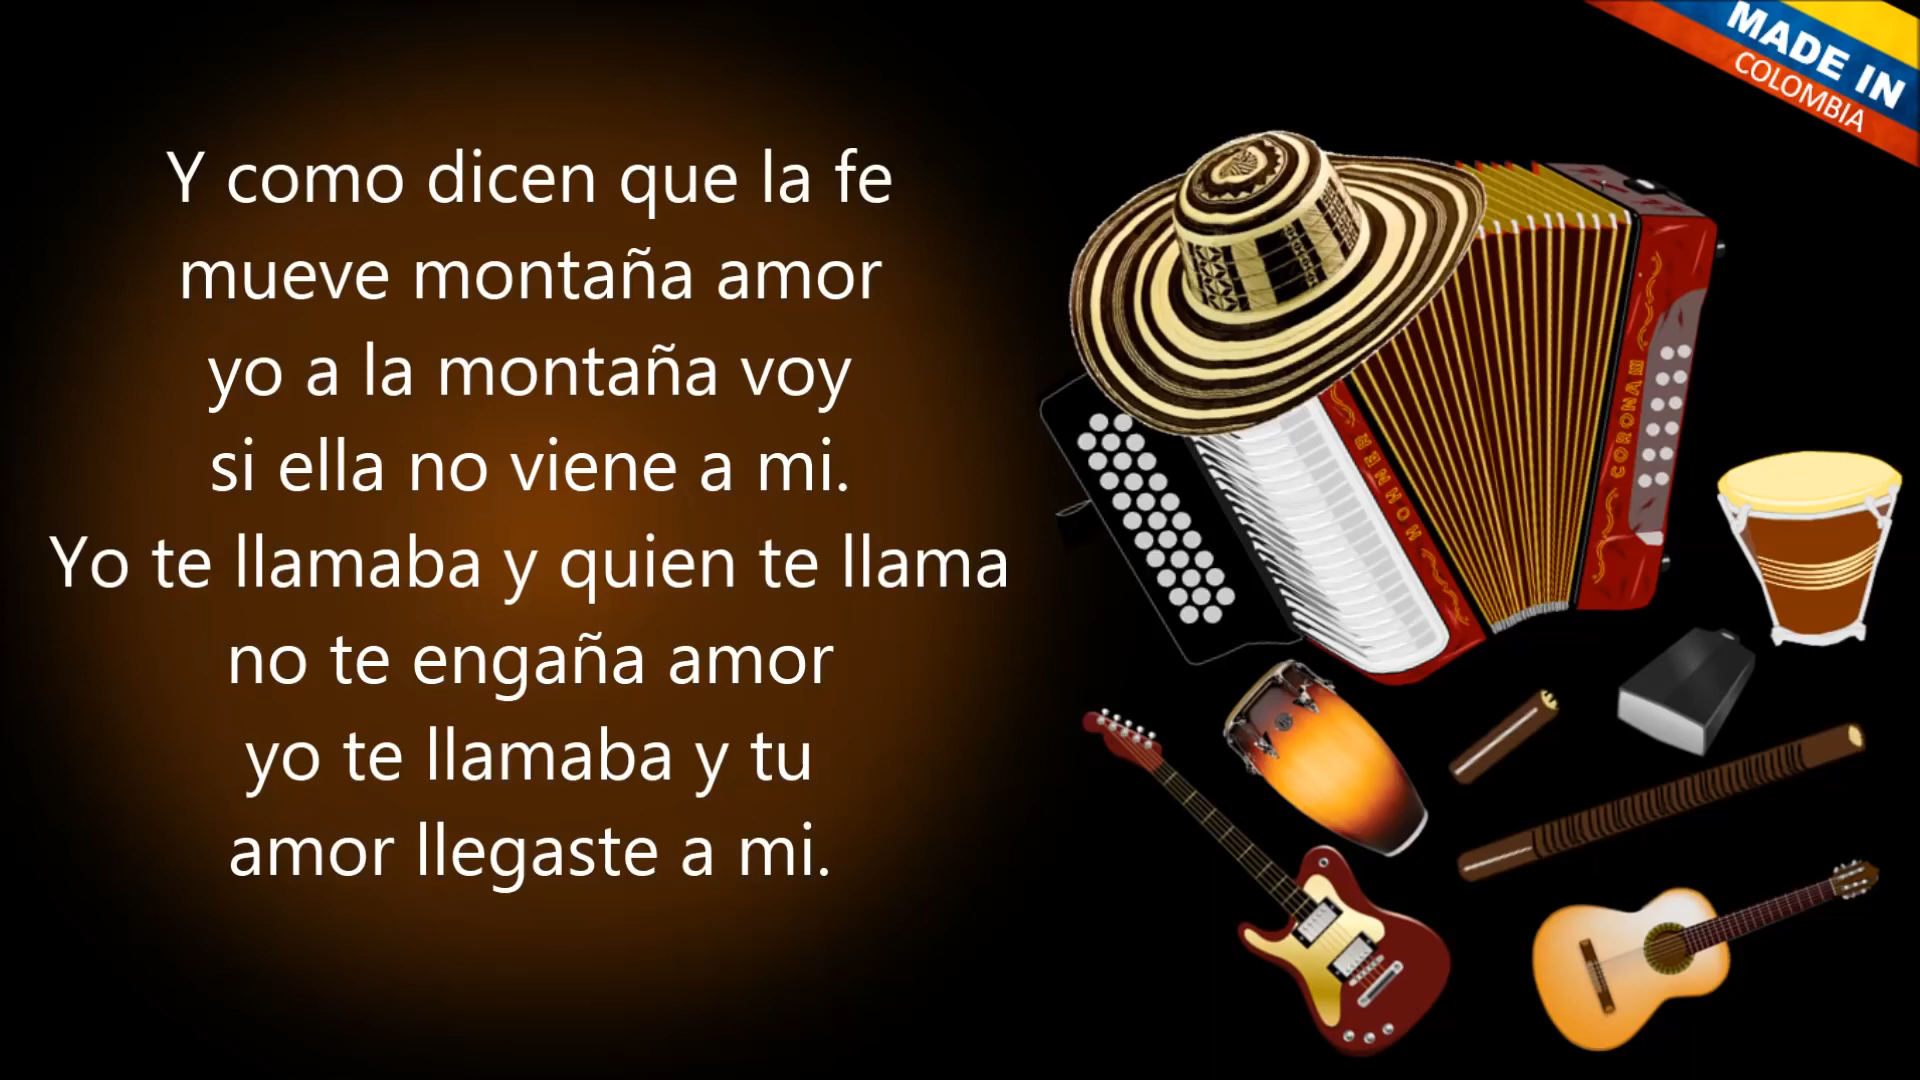 Y como dicen que la fe
mueve montaña amor
yo a la montaña voy
si ella no viene a mi.
Yo te llamaba y quien te llama
no te engaña amor
yo te llamaba y tu
amor llegaste a mi.
MADE IN
COLOMBIA
HOHNER
CORONA III